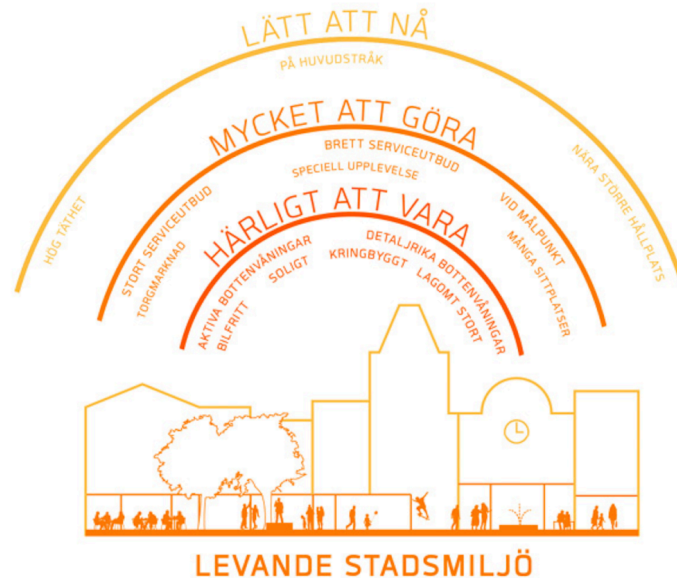 LÄTT ATT NÅ
PÅ HUVUDSTRÅK
HÖG TÄTHET
NÄRA STÖRRE HÅLLPLATS
MYCKET ATT GÖRA
BRETT SERVICEUTBUD
SPECIELL UPPLEVELSE
STORT SERVICEUTBUD
TORGMARKNAD
VID MÅLPUNKT
MÅNGA SITTPLATSER
HÄRLIGT ATT VARA
AKTIVA BOTTENVÅNINGAR
BILFRITT
SOLIGT
KRINGBYGGT
DETALJRIKA BOTTENVÅNINGAR
LAGOMT STORT
LEVANDE STADSMILJÖ